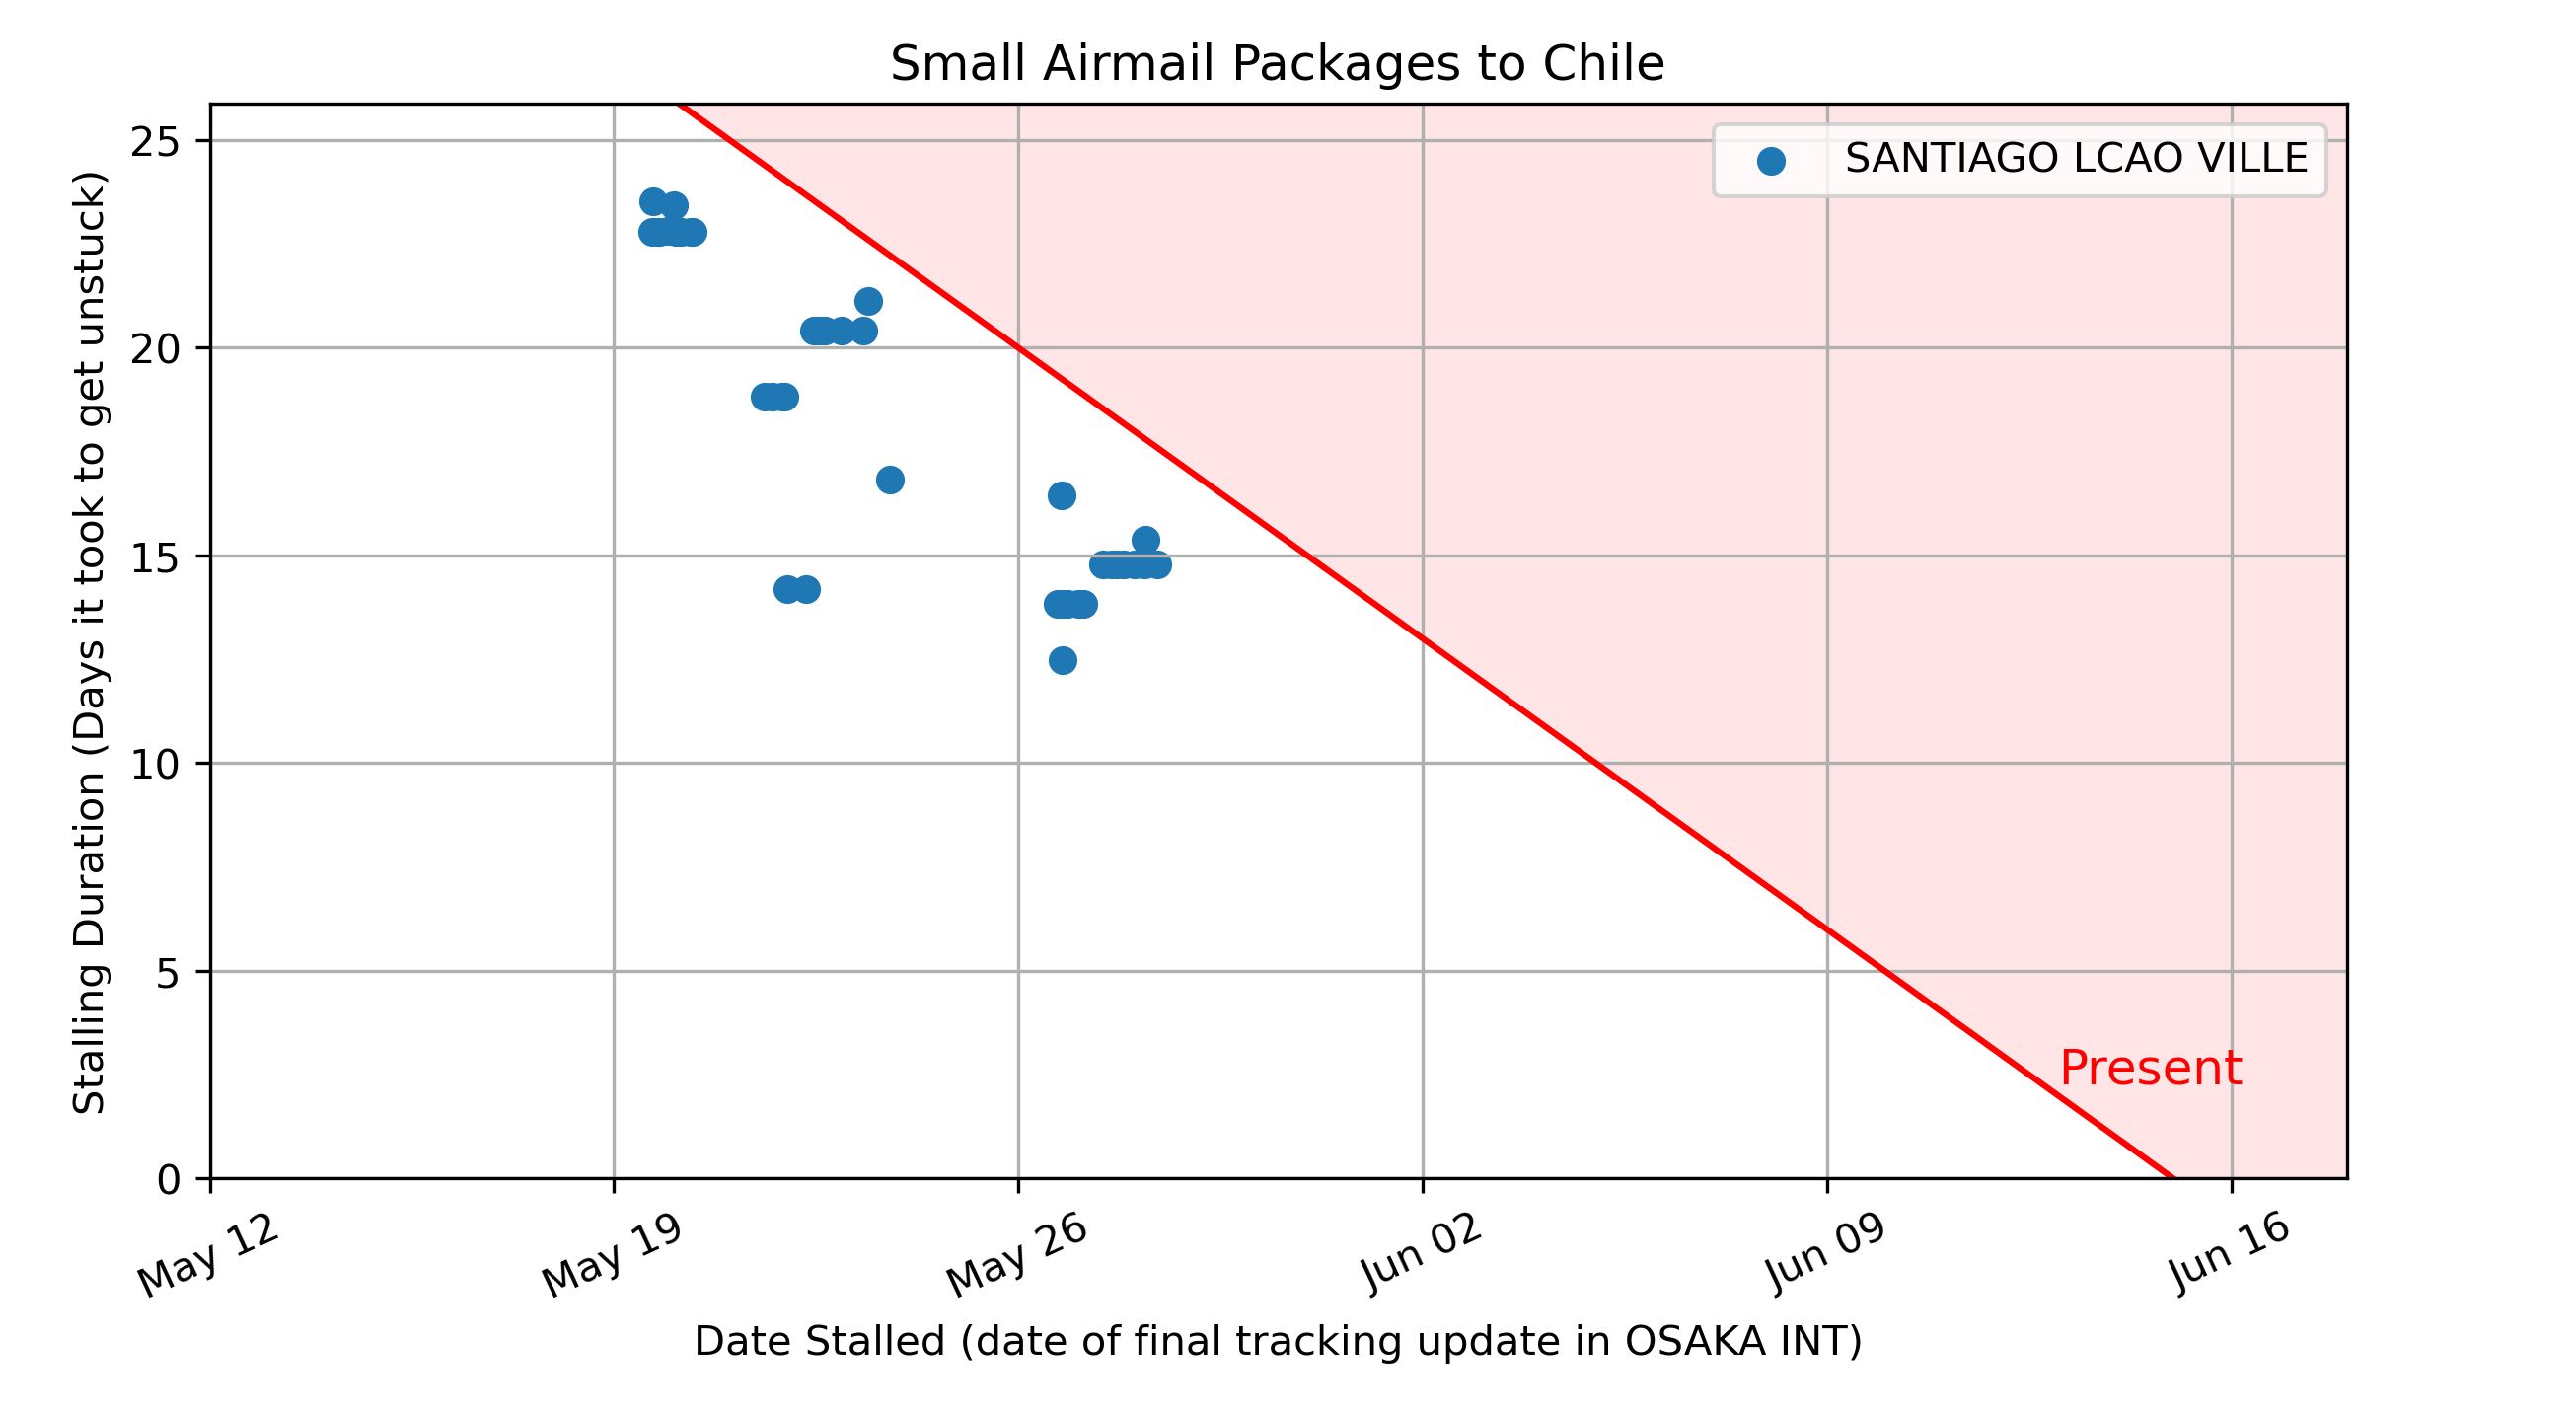 Small Airmail Packages to Chile
SANTIAGO LCAO VILLE
Stalling Duration (Days it took to get unstuck)
25
20
15
10
5
0
Present
May 12
May 19
May 26
Jun 02
Jun 09
Jun 16
Date Stalled (date of final tracking update in OSAKA INT)